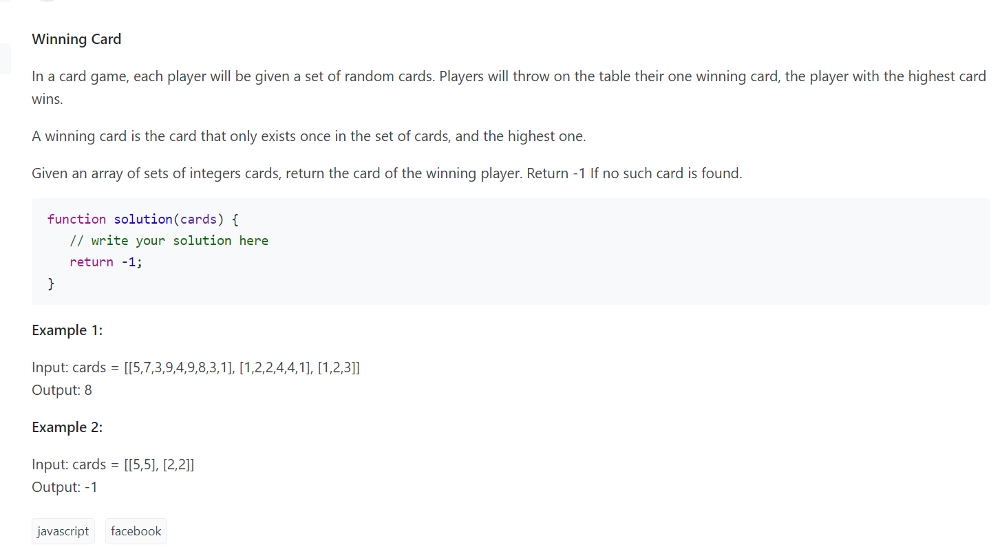 Winning Card
In a card game, each player will be given a set of random cards. Players will throw on the table their one winning card, the player with the highest card
wins.
A winning card is the card that only exists once in the set of cards, and the highest one.
Given an array of sets of integers cards, return the card of the winning player. Return -1 If no such card is found.
function solution(cards) {
// write your solution here
return -1;
}
Example 1:
Input: cards = [[5,7,3,9,4,9,8,3,1], [1,2,2,4,4,1], [1,2,3]]
Output: 8
Example 2:
Input: cards = [[5,5], [2,2]]
Output: -1
javascript facebook